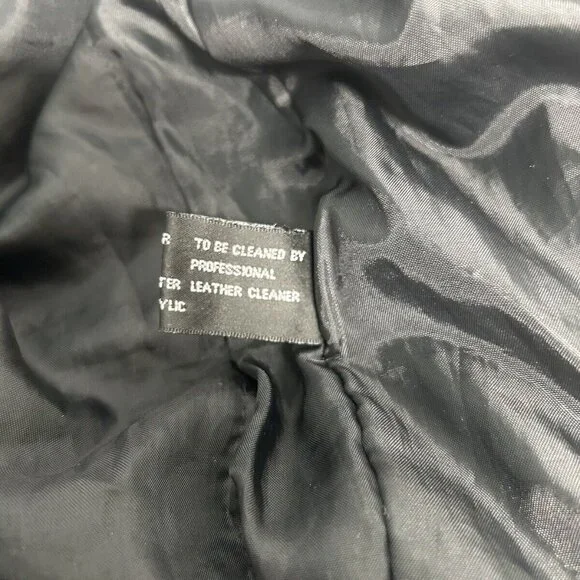 R TO BE CLEANED BY
PROFESSIONAL
TER LEATHER CLEANER
YLIC